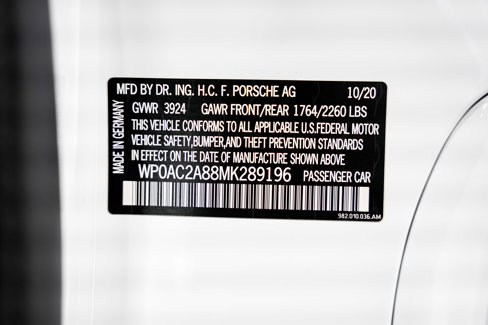 MFD BY DR. ING. H.C. F. PORSCHE AG 10/20
GVWR 3924 GAWR FRONT/REAR 1764/2260 LBS
THIS VEHICLE CONFORMS TO ALL APPLICABLE U.S.FEDERAL MOTOR
VEHICLE SAFETY,BUMPER,AND THEFT PREVENTION STANDARDS
IN EFFECT ON THE DATE OF MANUFACTURE SHOWN ABOVE
WP0AC2A88MK289196 PASSENGER CAR
982.010.036.AM
MADE IN GERMANY